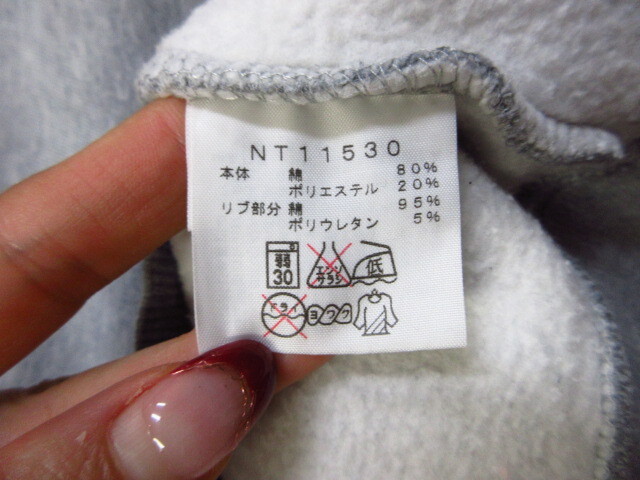 NT11530
本体 綿 80%
ポリエステル 20%
リブ部分 綿 95%
ポリウレタン 5%
弱 30 エンソサラシ 低
ドライ ヨワク